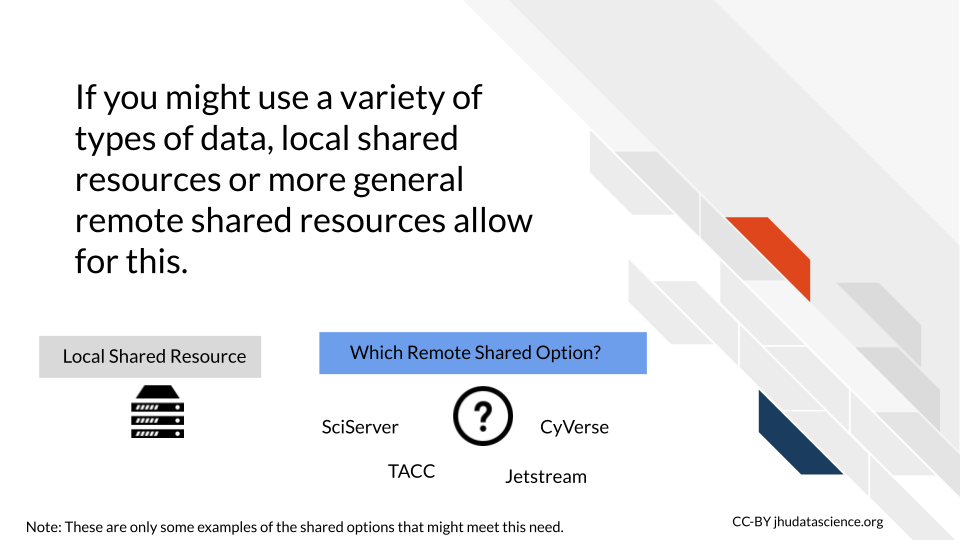 If you might use a variety of
types of data, local shared
resources or more general
remote shared resources allow
for this.
Local Shared Resource
Which Remote Shared Option?
?
SciServer
CyVerse
TACC
Jetstream
Note: These are only some examples of the shared options that might meet this need.
CC-BY jhudatascience.org